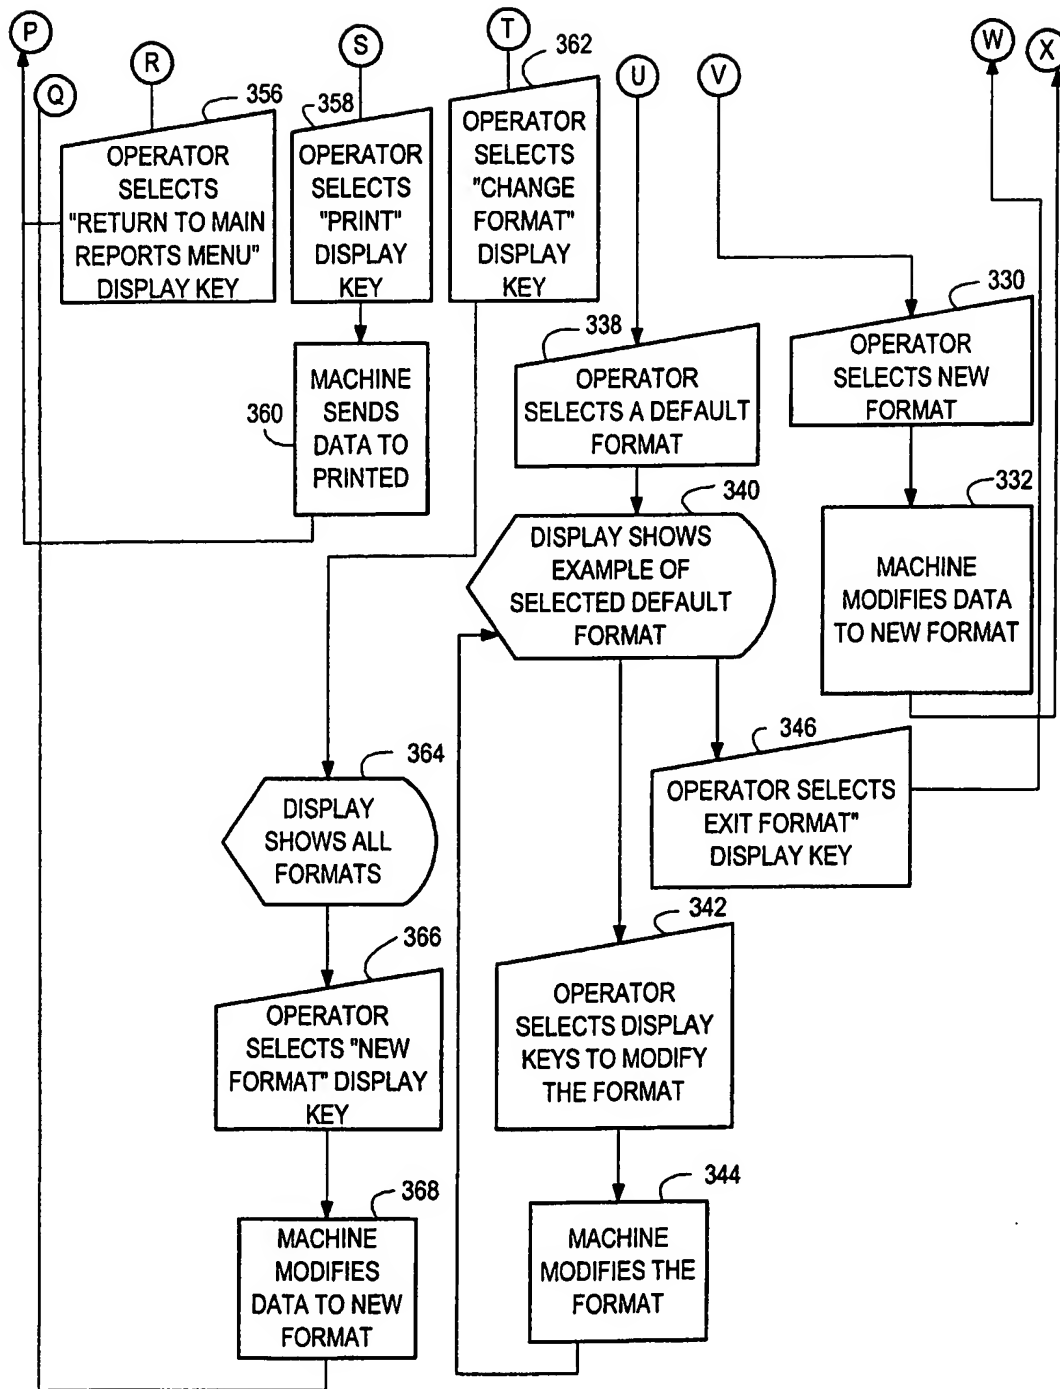 P
Q
R
S
T
U
V
W
X
356
OPERATOR
SELECTS
"RETURN TO MAIN
REPORTS MENU"
DISPLAY KEY
358
OPERATOR
SELECTS
"PRINT"
DISPLAY
KEY
362
OPERATOR
SELECTS
"CHANGE
FORMAT"
DISPLAY
KEY
360
MACHINE
SENDS
DATA TO
PRINTED
338
OPERATOR
SELECTS A DEFAULT
FORMAT
330
OPERATOR
SELECTS NEW
FORMAT
340
DISPLAY SHOWS
EXAMPLE OF
SELECTED DEFAULT
FORMAT
332
MACHINE
MODIFIES DATA
TO NEW FORMAT
346
OPERATOR SELECTS
EXIT FORMAT"
DISPLAY KEY
364
DISPLAY
SHOWS ALL
FORMATS
366
OPERATOR
SELECTS "NEW
FORMAT" DISPLAY
KEY
342
OPERATOR
SELECTS DISPLAY
KEYS TO MODIFY
THE FORMAT
368
MACHINE
MODIFIES
DATA TO NEW
FORMAT
344
MACHINE
MODIFIES THE
FORMAT